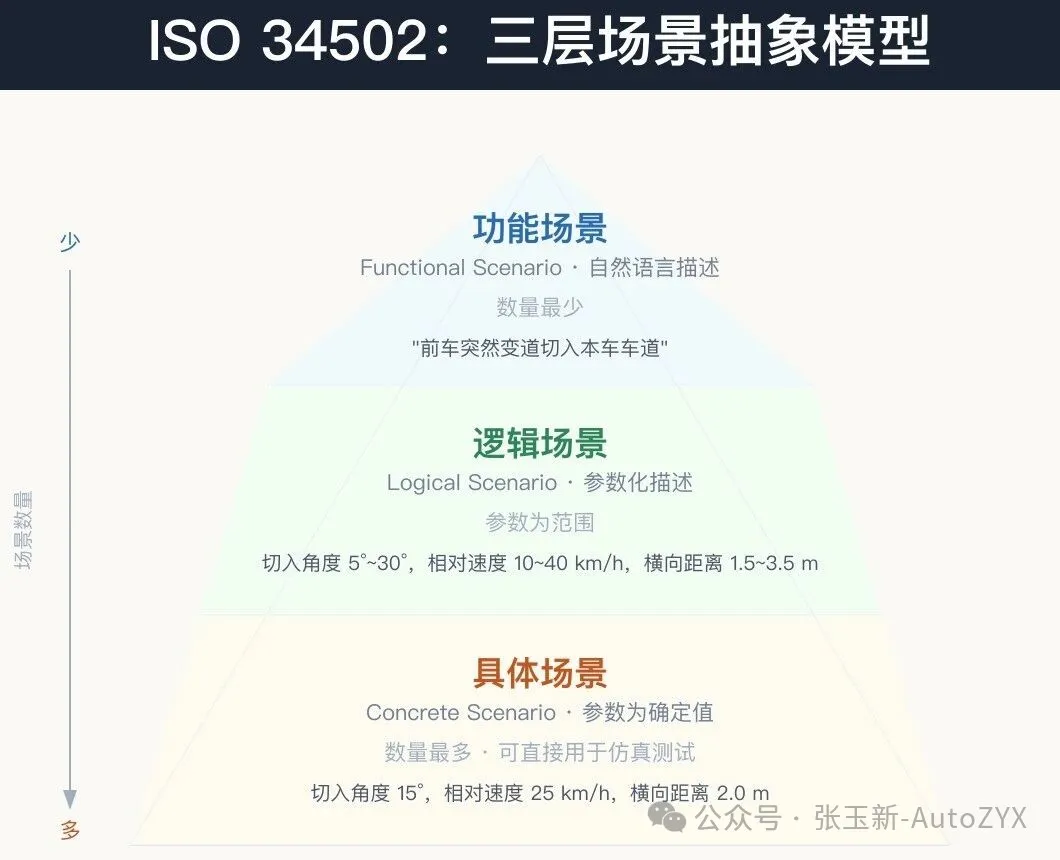 ISO 34502：三层场景抽象模型
少
功能场景
Functional Scenario · 自然语言描述
数量最少
"前车突然变道切入本车车道"
逻辑场景
Logical Scenario · 参数化描述
参数为范围
切入角度 5°~30°，相对速度 10~40 km/h，横向距离 1.5~3.5 m
场景数量
具体场景
Concrete Scenario · 参数为确定值
数量最多 · 可直接用于仿真测试
切入角度 15°，相对速度 25 km/h，横向距离 2.0 m
多
公众号 · 张玉新-AutoZYX